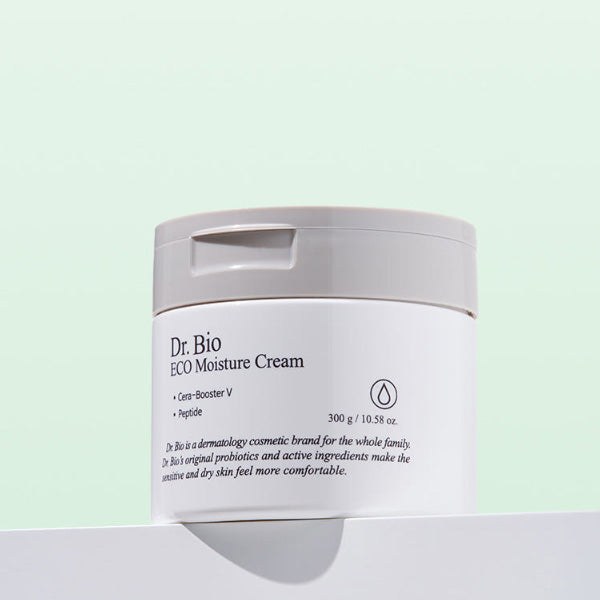 Dr. Bio
ECO Moisture Cream
• Cera-Booster V
• Peptide
300 g / 10.58 oz.
Dr. Bio is a dermatology cosmetic brand for the whole family.
Dr. Bio's original probiotics and active ingredients make the
sensitive and dry skin feel more comfortable.